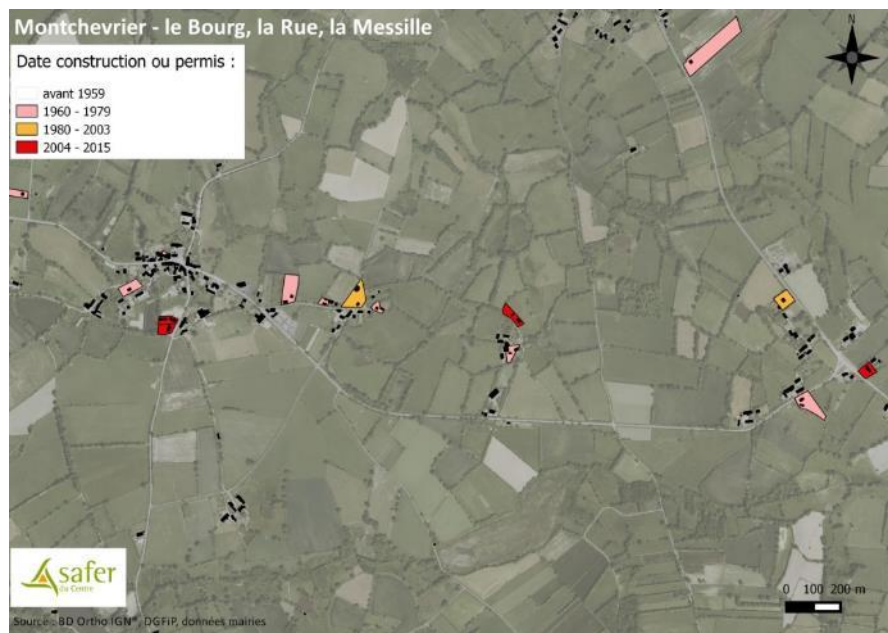 Montchevrier - le Bourg, la Rue, la Messille
Date construction ou permis :
avant 1959
1960 - 1979
1980 - 2003
2004 - 2015
N
safer
du Centre
0 100 200 m
Source : BD Ortho IGN®, DGFiP, données mairies